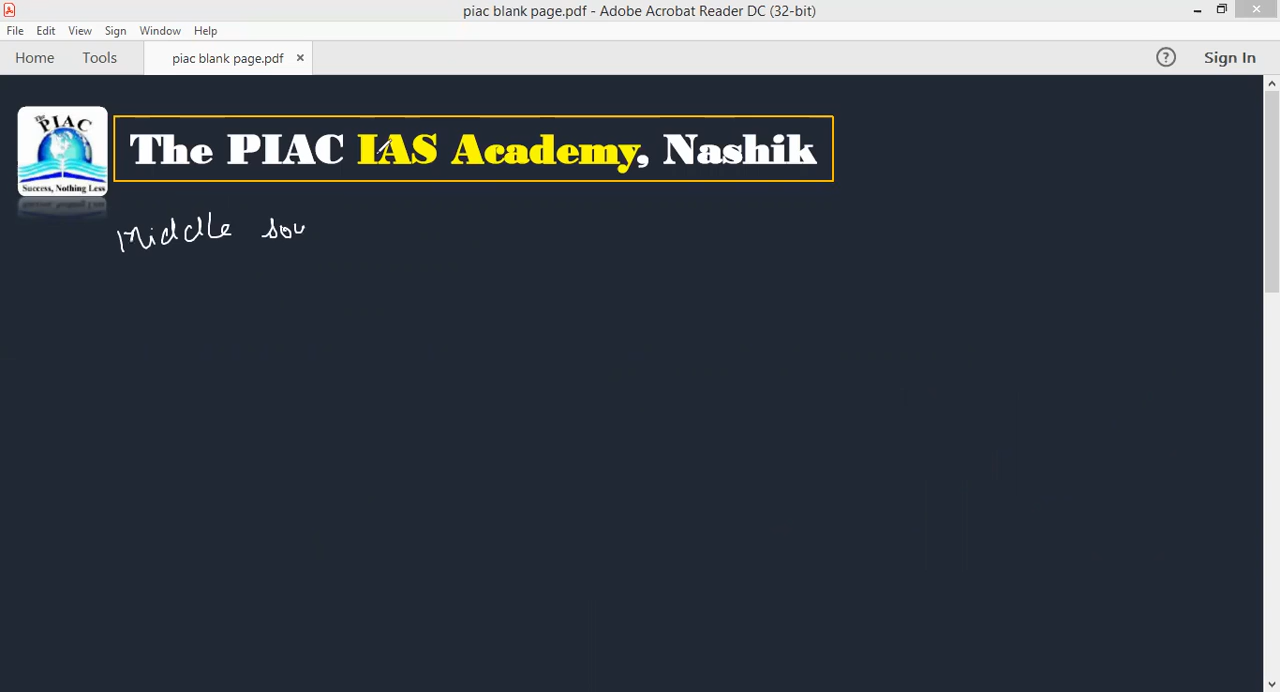 piac blank page.pdf - Adobe Acrobat Reader DC (32-bit)
File Edit View Sign Window Help
Home Tools piac blank page.pdf × ? Sign In
The PIAC
Success, Nothing Less
The PIAC IAS Academy, Nashik
Middle sou